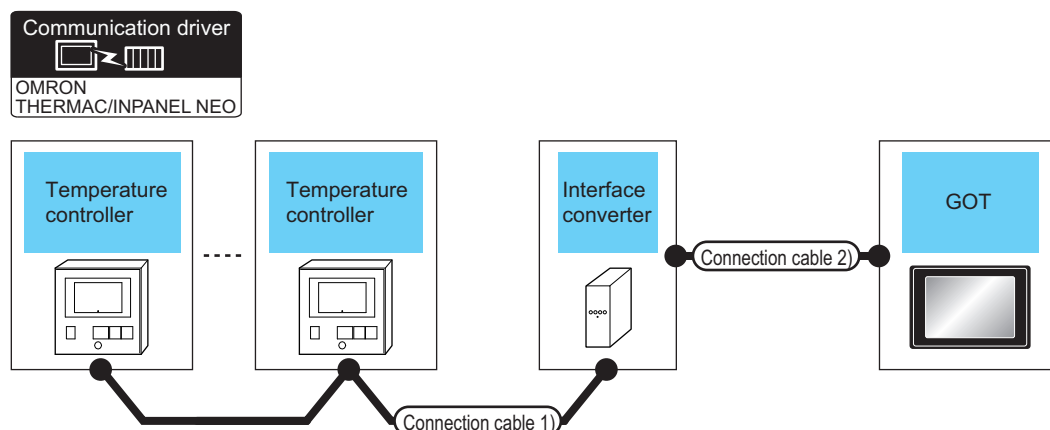 Communication driver
OMRON
THERMAC/INPANEL NEO
Temperature
controller
Temperature
controller
Interface
converter
GOT
Connection cable 2)
Connection cable 1)